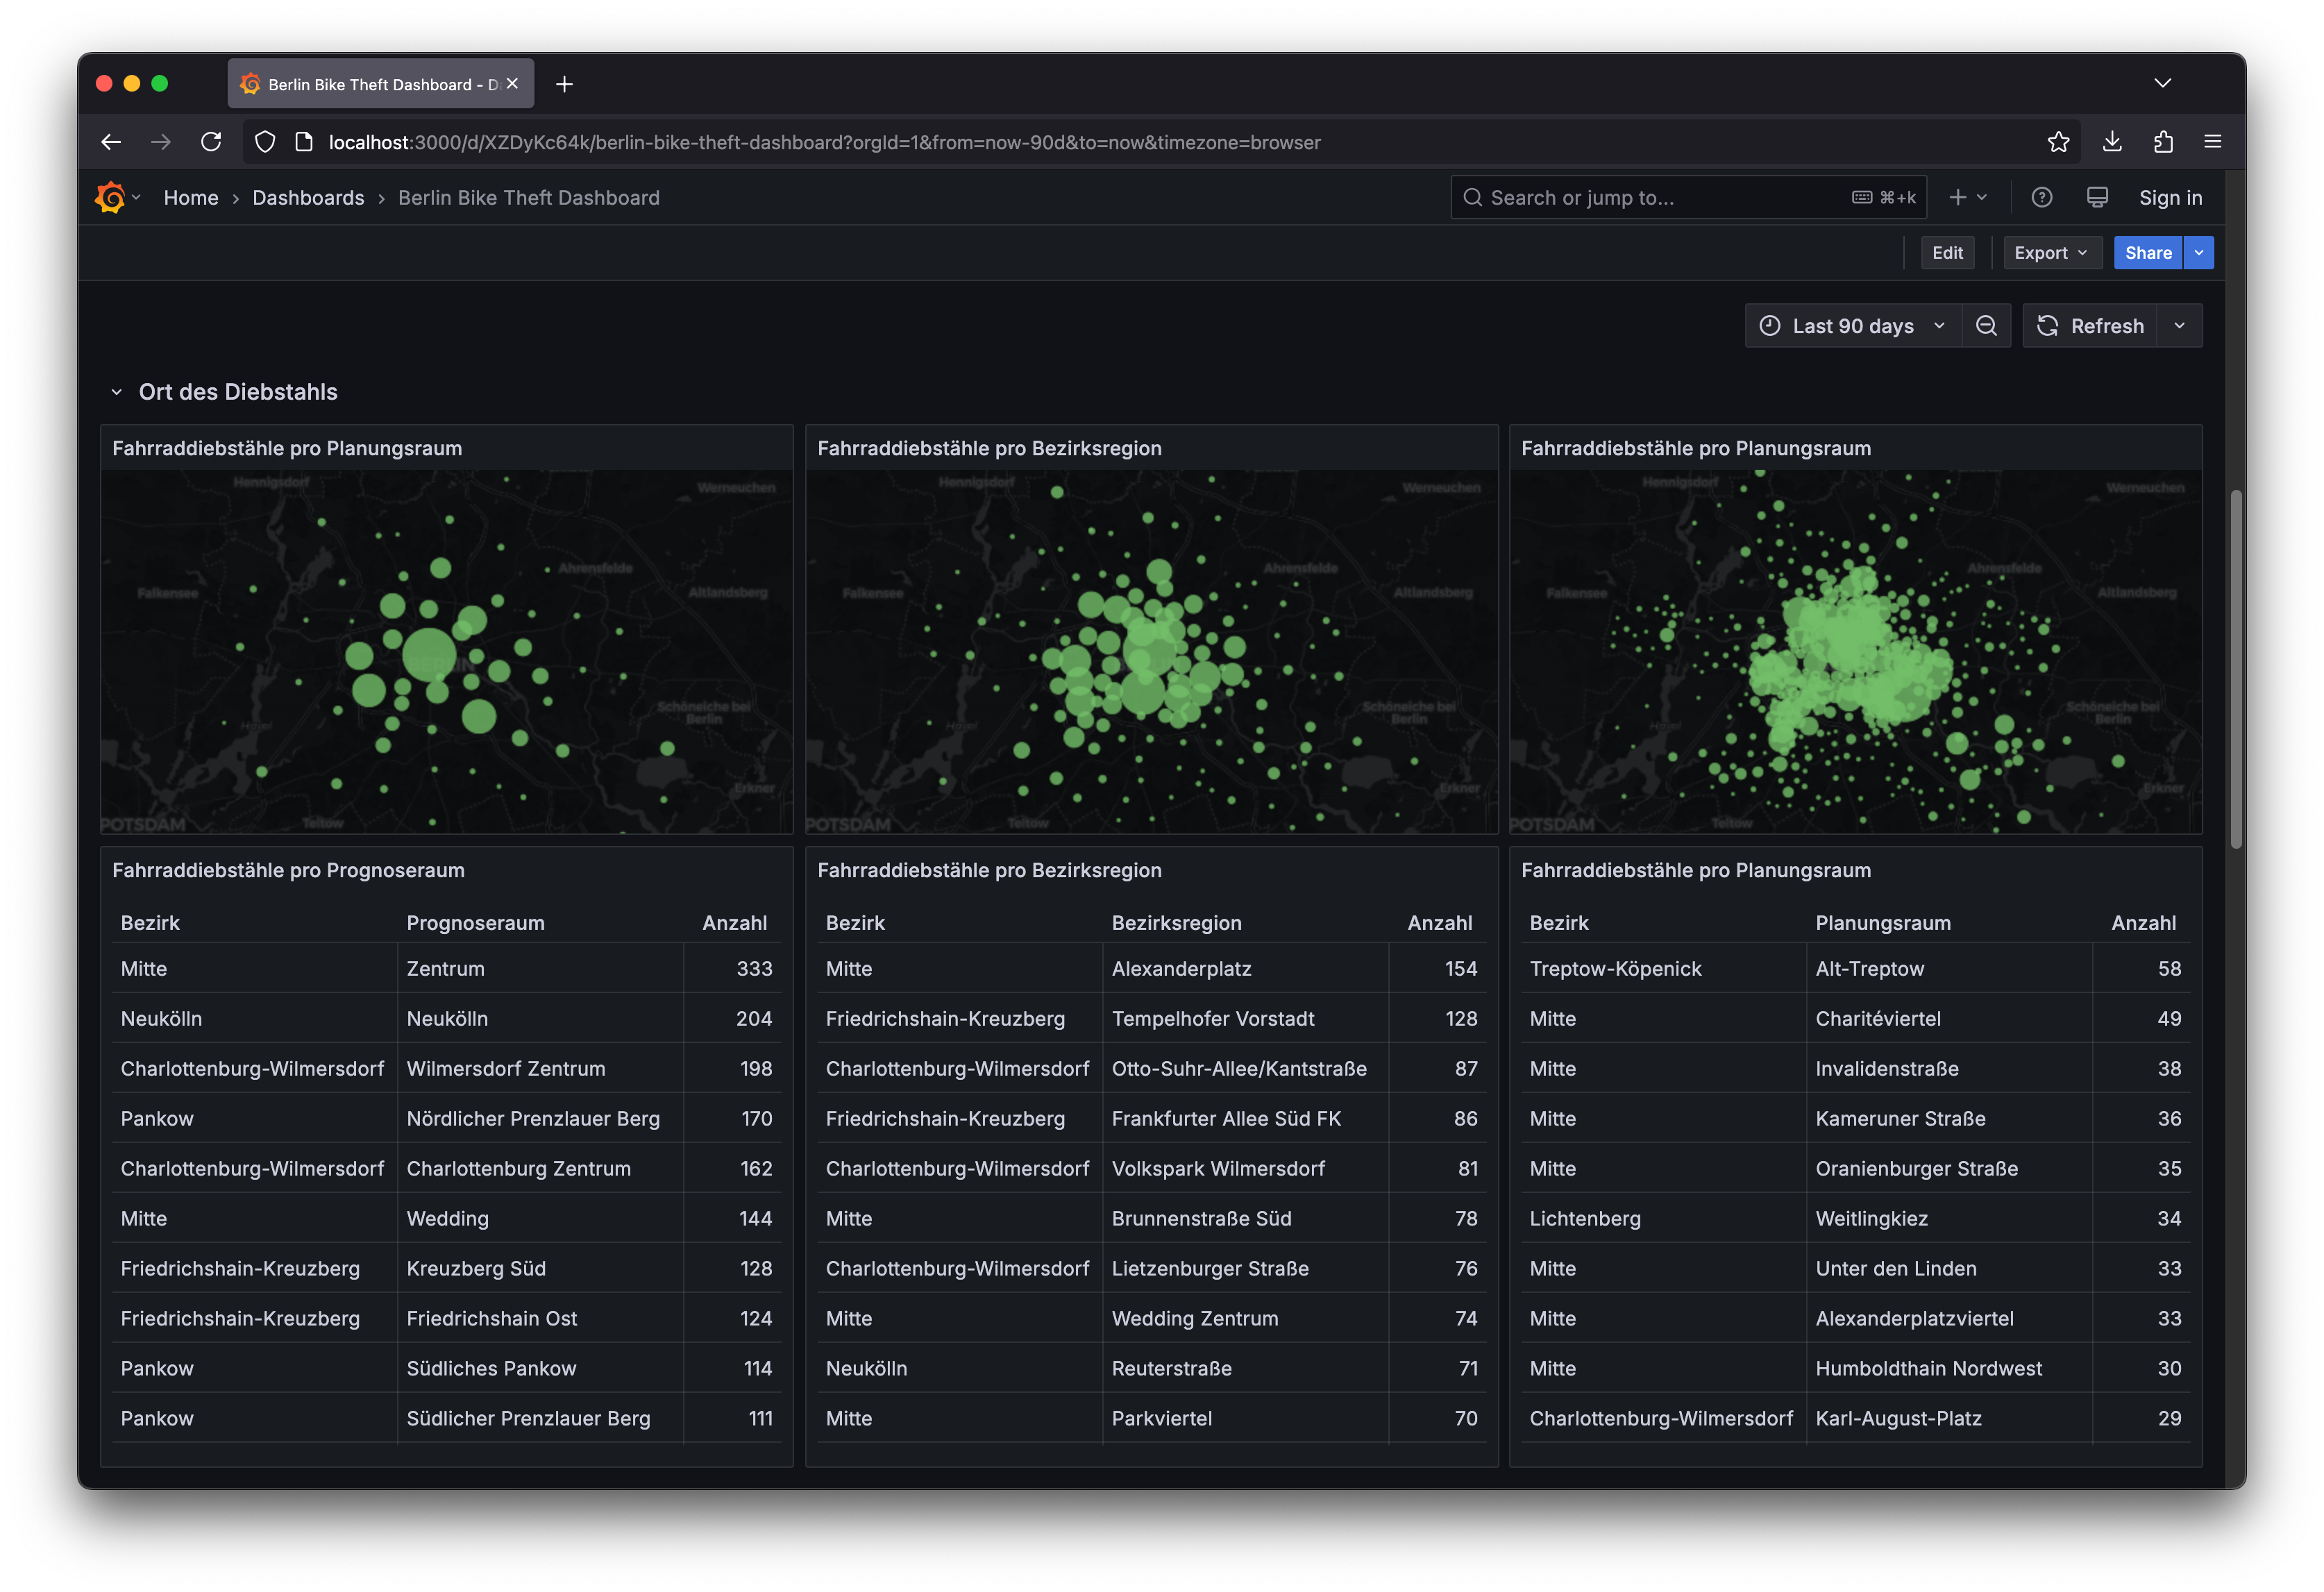 Berlin Bike Theft Dashboard - D
localhost:3000/d/XZDyKc64k/berlin-bike-theft-dashboard?orgId=1&from=now-90d&to=now&timezone=browser
Home › Dashboards › Berlin Bike Theft Dashboard
Search or jump to... ⌘+k
Sign in
Edit Export Share
Last 90 days Refresh
Ort des Diebstahls
Fahrraddiebstähle pro Planungsraum
Hennigsdorf
Werneuchen
Ahrensfelde
Falkensee Altlandsberg
BERLIN
Schöneiche bei
Berlin
Havel
Erkner
POTSDAM Teltow
Fahrraddiebstähle pro Bezirksregion
Hennigsdorf
Werneuchen
Ahrensfelde
Falkensee Altlandsberg
Schöneiche bei
Berlin
Havel
Erkner
POTSDAM Teltow
Fahrraddiebstähle pro Planungsraum
Hennigsdorf
Werneuchen
Ahrensfelde
Falkensee Altlandsberg
Schöneiche bei
Berlin
Havel
Erkner
POTSDAM Teltow
Fahrraddiebstähle pro Prognoseraum
Bezirk Prognoseraum Anzahl
Mitte Zentrum 333
Neukölln Neukölln 204
Charlottenburg-Wilmersdorf Wilmersdorf Zentrum 198
Pankow Nördlicher Prenzlauer Berg 170
Charlottenburg-Wilmersdorf Charlottenburg Zentrum 162
Mitte Wedding 144
Friedrichshain-Kreuzberg Kreuzberg Süd 128
Friedrichshain-Kreuzberg Friedrichshain Ost 124
Pankow Südliches Pankow 114
Pankow Südlicher Prenzlauer Berg 111
Fahrraddiebstähle pro Bezirksregion
Bezirk Bezirksregion Anzahl
Mitte Alexanderplatz 154
Friedrichshain-Kreuzberg Tempelhofer Vorstadt 128
Charlottenburg-Wilmersdorf Otto-Suhr-Allee/Kantstraße 87
Friedrichshain-Kreuzberg Frankfurter Allee Süd FK 86
Charlottenburg-Wilmersdorf Volkspark Wilmersdorf 81
Mitte Brunnenstraße Süd 78
Charlottenburg-Wilmersdorf Lietzenburger Straße 76
Mitte Wedding Zentrum 74
Neukölln Reuterstraße 71
Mitte Parkviertel 70
Fahrraddiebstähle pro Planungsraum
Bezirk Planungsraum Anzahl
Treptow-Köpenick Alt-Treptow 58
Mitte Charitéviertel 49
Mitte Invalidenstraße 38
Mitte Kameruner Straße 36
Mitte Oranienburger Straße 35
Lichtenberg Weitlingkiez 34
Mitte Unter den Linden 33
Mitte Alexanderplatzviertel 33
Mitte Humboldthain Nordwest 30
Charlottenburg-Wilmersdorf Karl-August-Platz 29